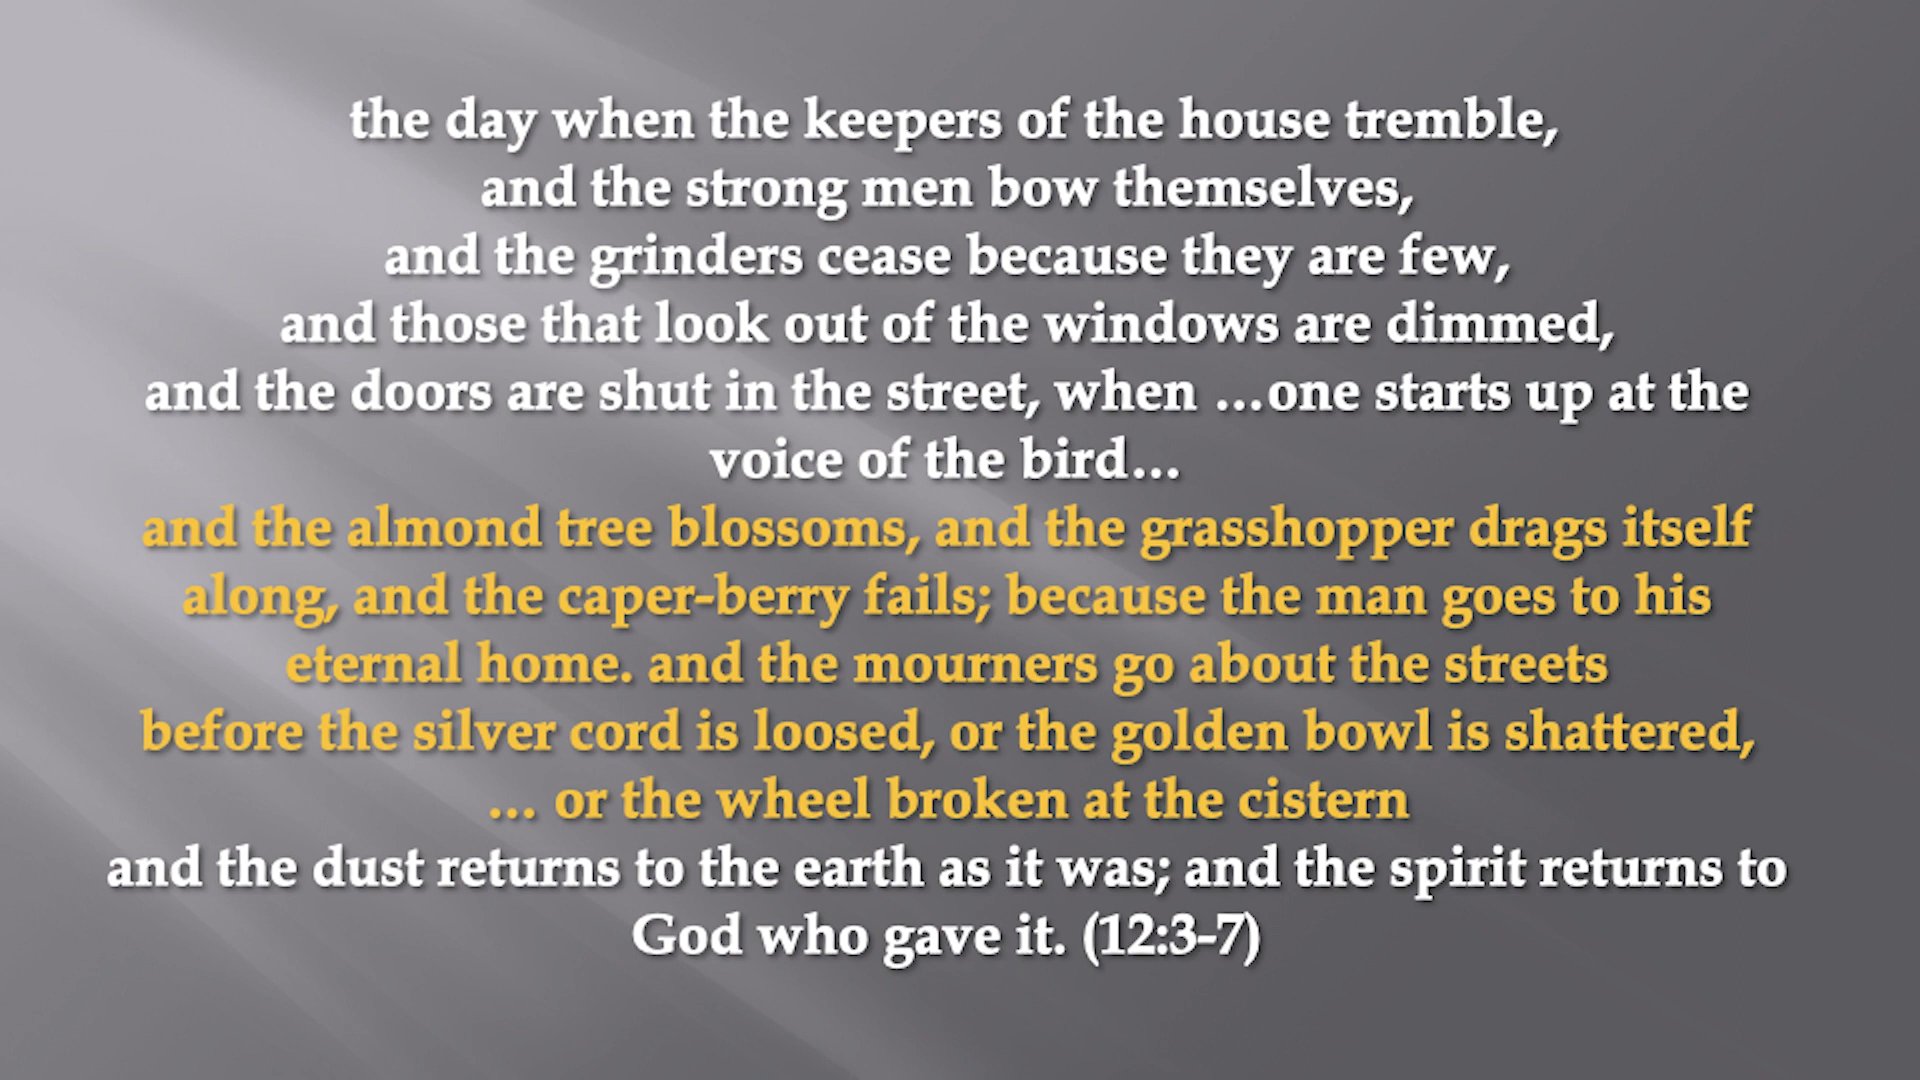 the day when the keepers of the house tremble,
and the strong men bow themselves,
and the grinders cease because they are few,
and those that look out of the windows are dimmed,
and the doors are shut in the street, when …one starts up at the
voice of the bird…
and the almond tree blossoms, and the grasshopper drags itself
along, and the caper-berry fails; because the man goes to his
eternal home. and the mourners go about the streets
before the silver cord is loosed, or the golden bowl is shattered,
… or the wheel broken at the cistern
and the dust returns to the earth as it was; and the spirit returns to
God who gave it. (12:3-7)